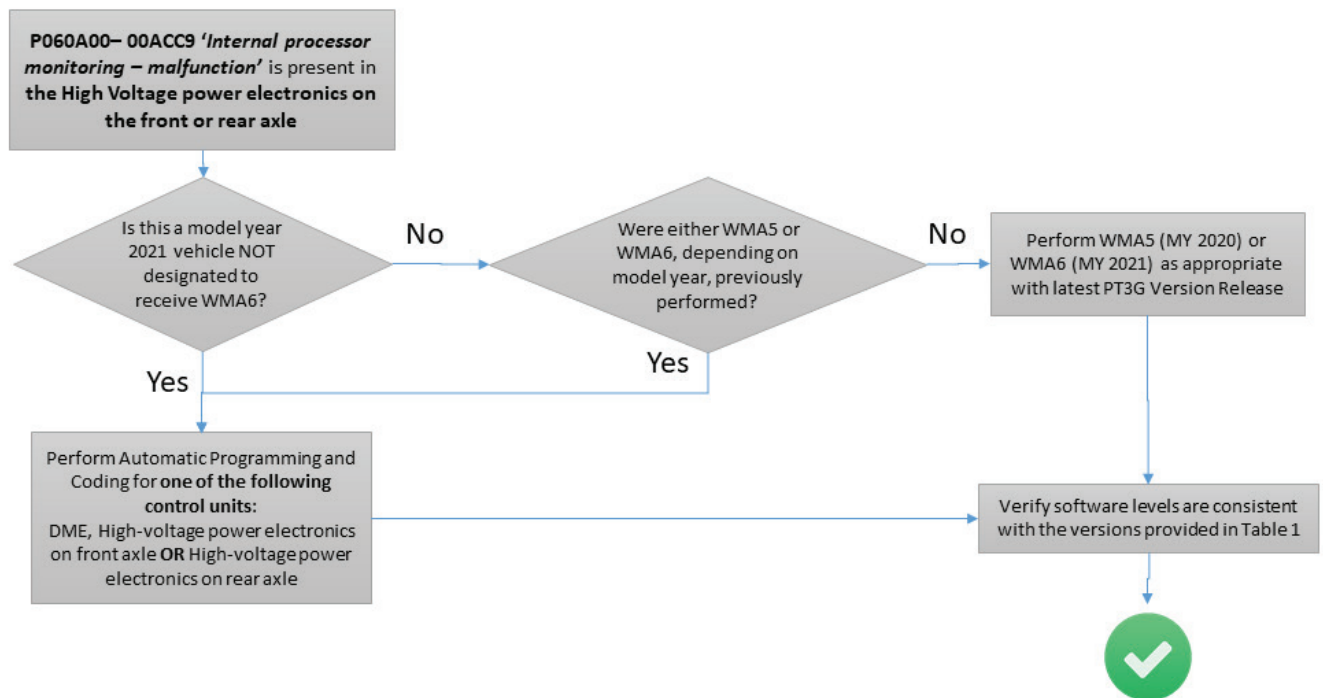 P060A00– 00ACC9 ‘Internal processor
monitoring – malfunction’ is present in
the High Voltage power electronics on
the front or rear axle
Is this a model year
2021 vehicle NOT
designated to
receive WMA6?
No
Were either WMA5 or
WMA6, depending on
model year, previously
performed?
No
Perform WMA5 (MY 2020) or
WMA6 (MY 2021) as appropriate
with latest PT3G Version Release
Yes
Yes
Perform Automatic Programming and
Coding for one of the following
control units:
DME, High-voltage power electronics
on front axle OR High-voltage power
electronics on rear axle
Verify software levels are consistent
with the versions provided in Table 1